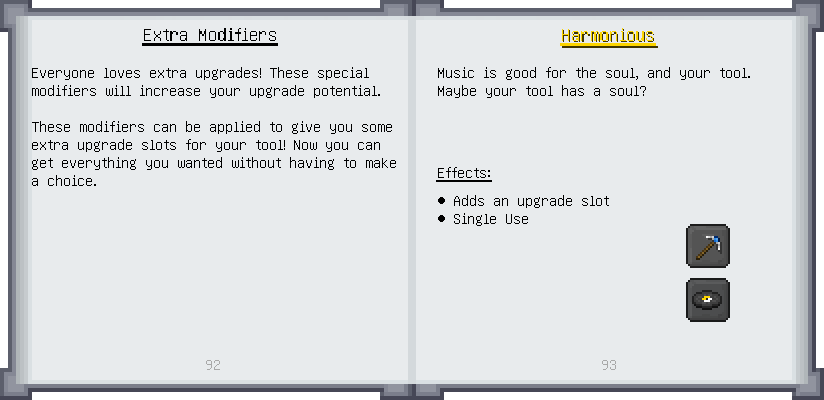 Extra Modifiers
Everyone loves extra upgrades! These special
modifiers will increase your upgrade potential.
These modifiers can be applied to give you some
extra upgrade slots for your tool! Now you can
get everything you wanted without having to make
a choice.
92
Harmonious
Music is good for the soul, and your tool.
Maybe your tool has a soul?
Effects:
● Adds an upgrade slot
● Single Use
93